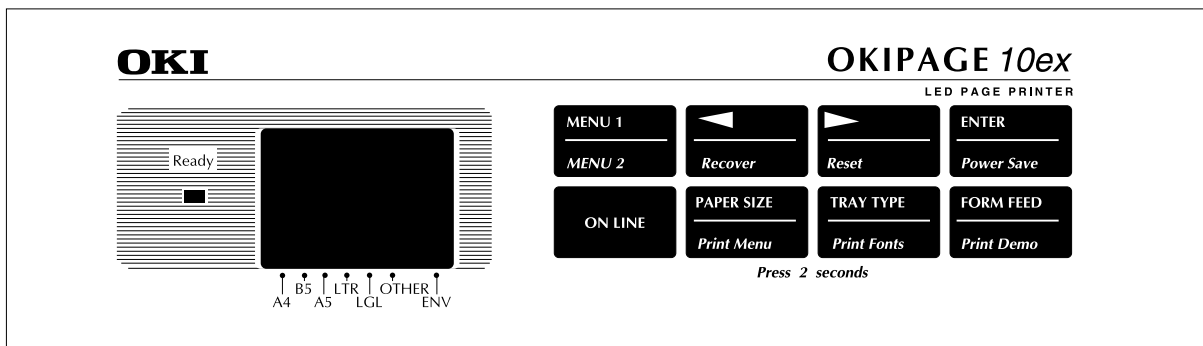 OKI
OKIPAGE 10ex
LED PAGE PRINTER
Ready
MENU 1
MENU 2
Recover
Reset
ENTER
Power Save
ON LINE
PAPER SIZE
Print Menu
TRAY TYPE
Print Fonts
FORM FEED
Print Demo
Press 2 seconds
A4 B5 A5 LTR LGL OTHER ENV